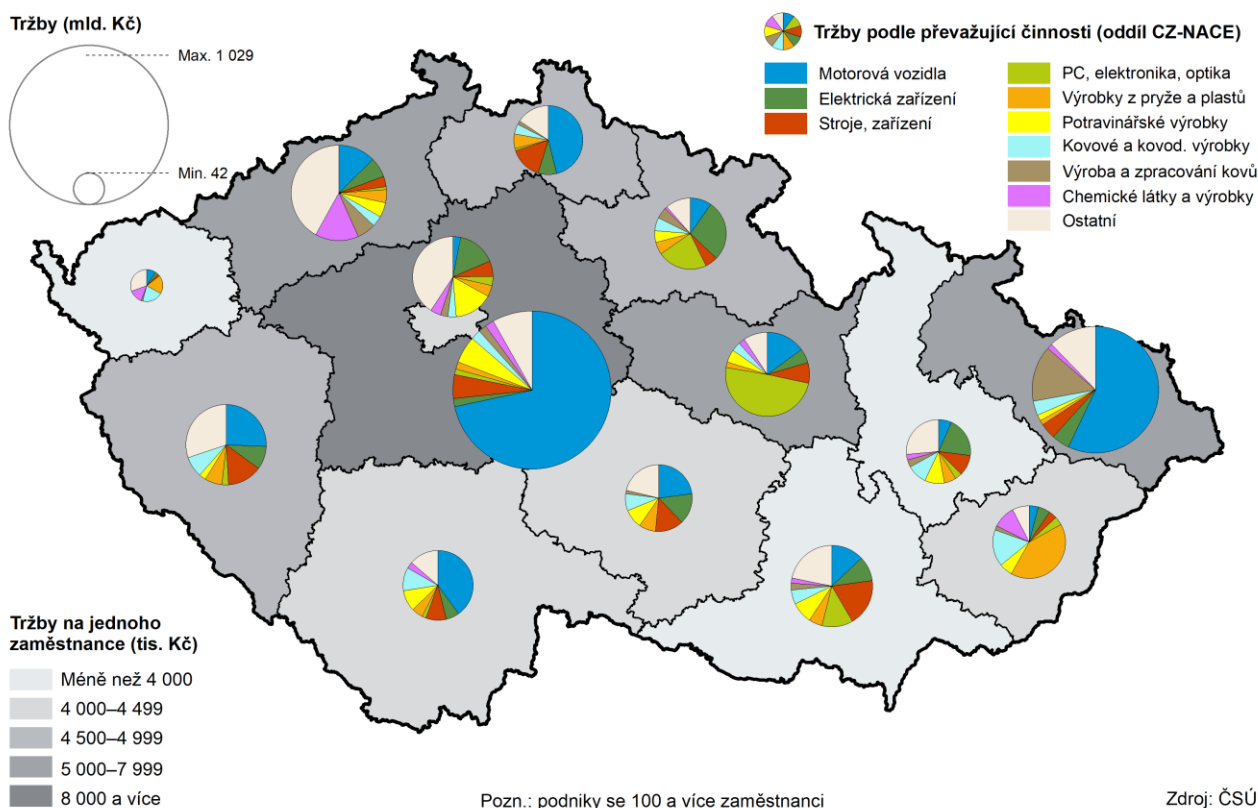 Tržby (mld. Kč)
Max. 1 029
Min. 42
Tržby podle převažující činnosti (oddíl CZ-NACE)
Motorová vozidla
Elektrická zařízení
Stroje, zařízení
PC, elektronika, optika
Výrobky z pryže a plastů
Potravinářské výrobky
Kovové a kovod. výrobky
Výroba a zpracování kovů
Chemické látky a výrobky
Ostatní
Tržby na jednoho
zaměstnance (tis. Kč)
Méně než 4 000
4 000–4 499
4 500–4 999
5 000–7 999
8 000 a více
Pozn.: podniky se 100 a více zaměstnanci
Zdroj: ČSÚ